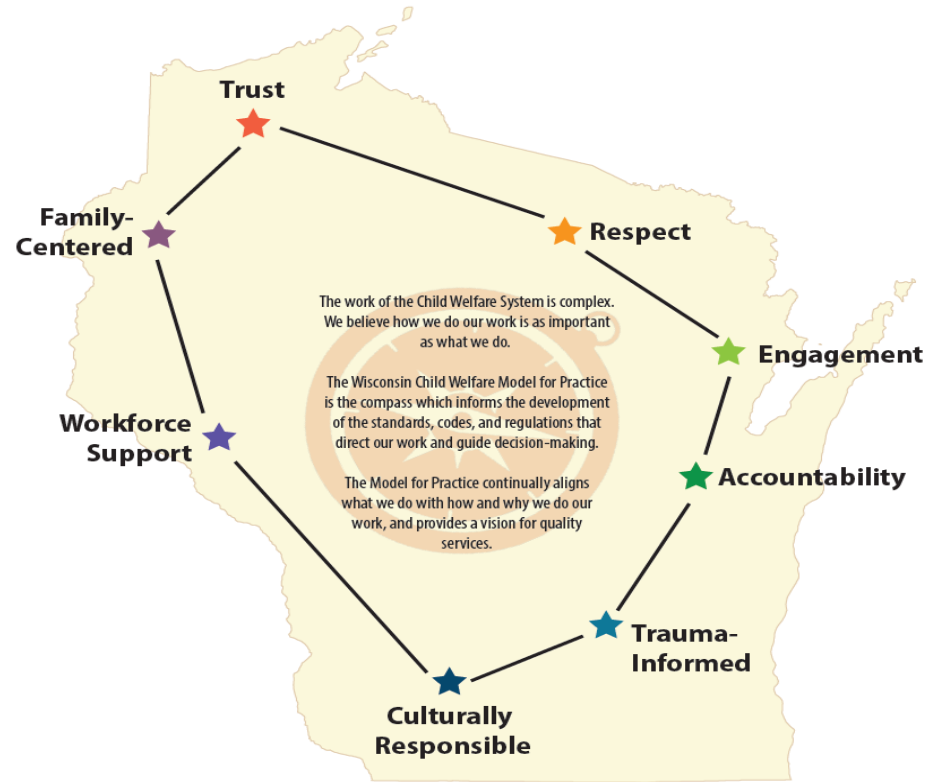 Trust
Respect
Family-
Centered
The work of the Child Welfare System is complex.
We believe how we do our work is as important
as what we do.
Engagement
The Wisconsin Child Welfare Model for Practice
is the compass which informs the development
of the standards, codes, and regulations that
direct our work and guide decision-making.
Workforce
Support
Accountability
The Model for Practice continually aligns
what we do with how and why we do our
work, and provides a vision for quality
services.
Trauma-
Informed
Culturally
Responsible